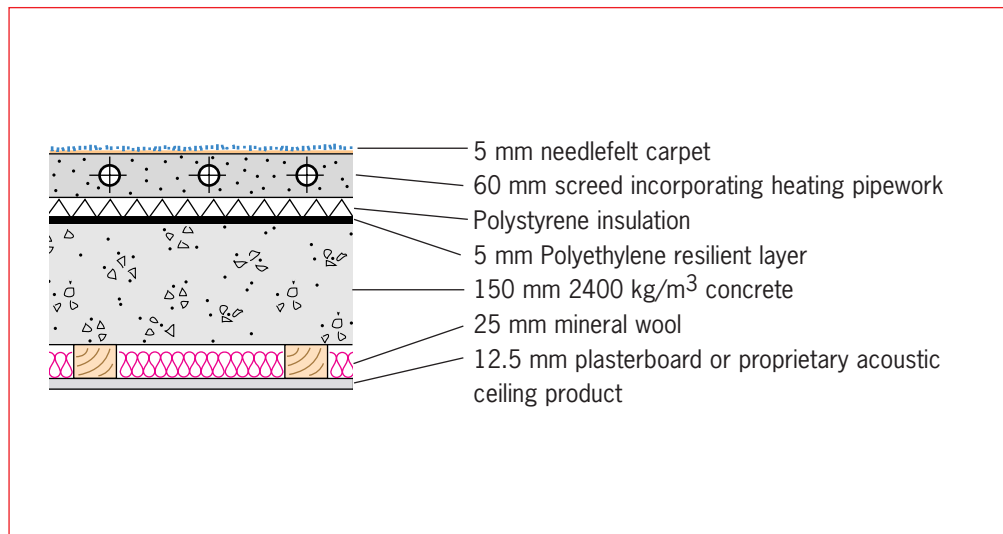 5 mm needlefelt carpet
60 mm screed incorporating heating pipework
Polystyrene insulation
5 mm Polyethylene resilient layer
150 mm 2400 kg/m³ concrete
25 mm mineral wool
12.5 mm plasterboard or proprietary acoustic
ceiling product